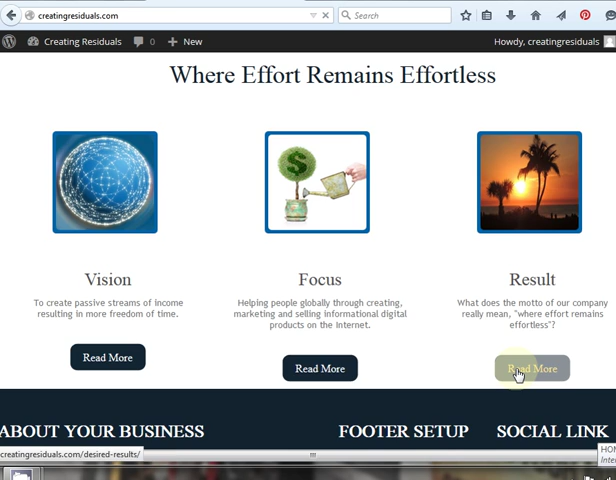 creatingresiduals.com
Search
Creating Residuals 0 New
Howdy, creatingresiduals
Where Effort Remains Effortless
$
Vision
To create passive streams of income
resulting in more freedom of time.
Read More
Focus
Helping people globally through creating,
marketing and selling informational digital
products on the Internet.
Read More
Result
What does the motto of our company
really mean, "where effort remains
effortless"?
Read More
ABOUT YOUR BUSINESS
FOOTER SETUP
SOCIAL LINK
creatingresiduals.com/desired-results/